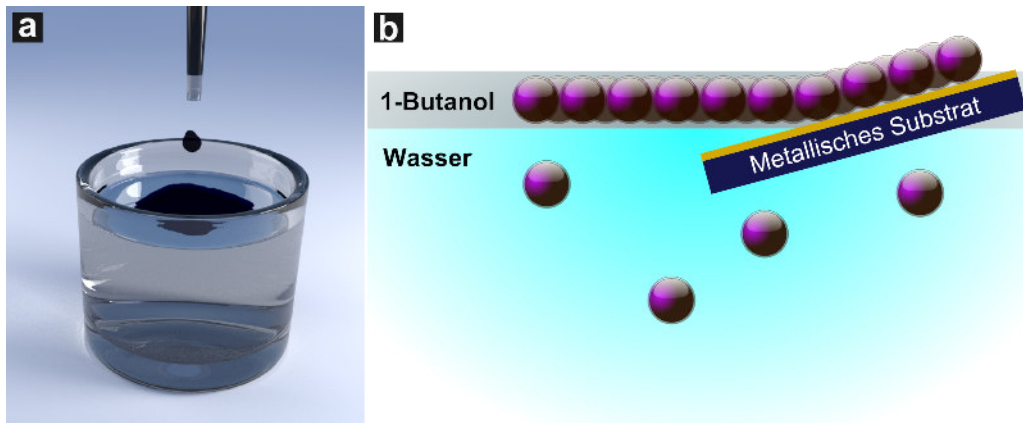 a
b
1-Butanol
Wasser
Metallisches Substrat